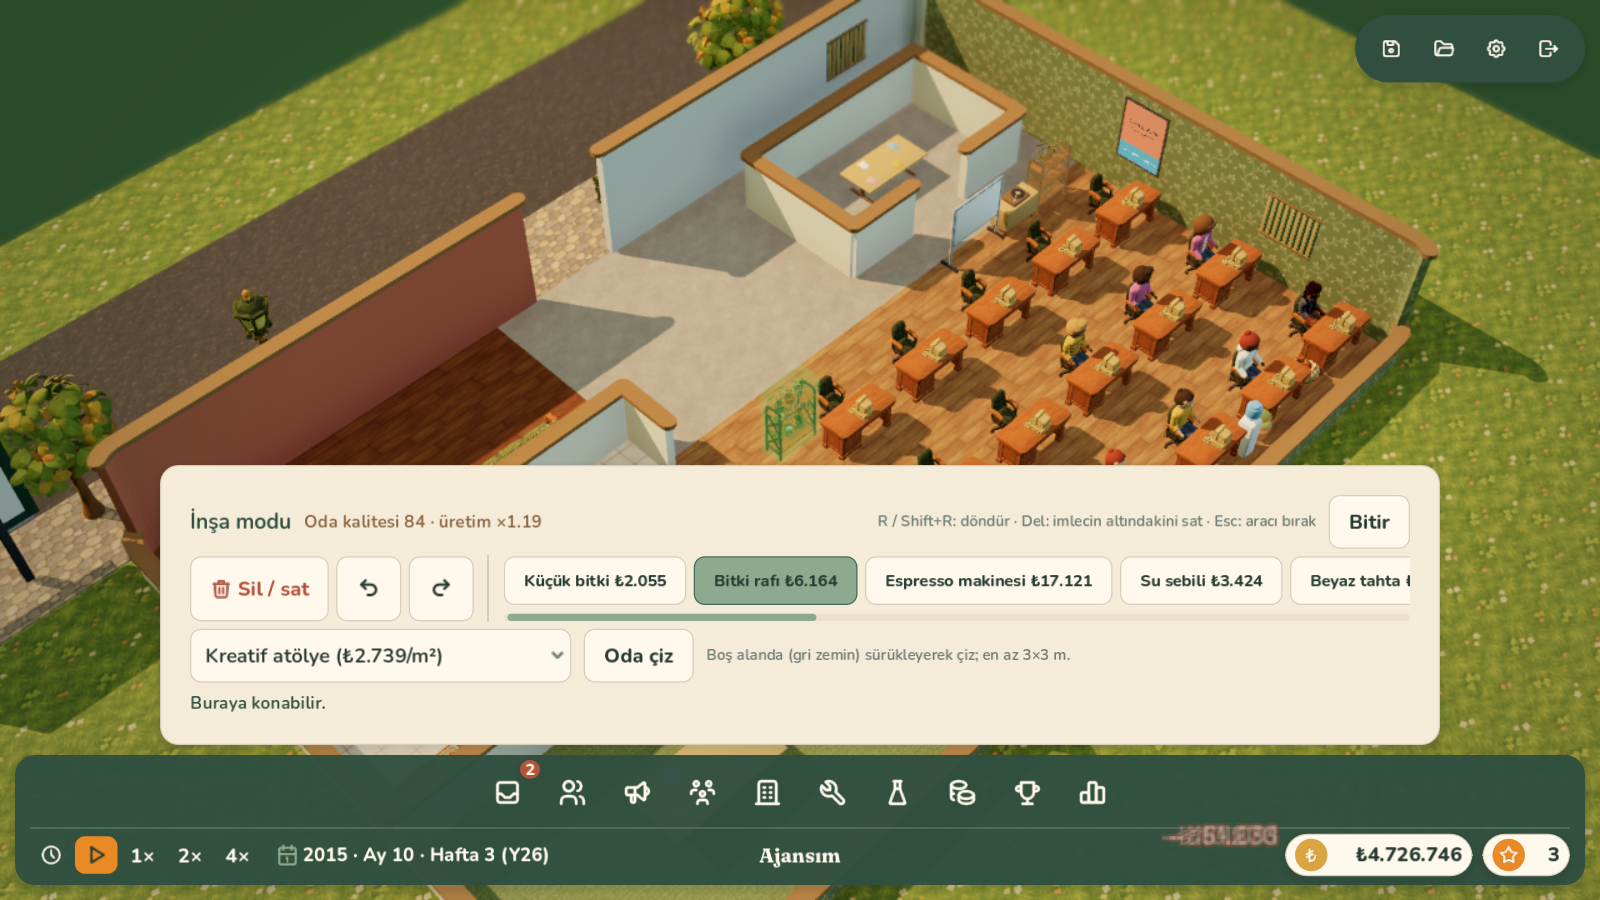 İnşa modu Oda kalitesi 84 · üretim ×1.19 R / Shift+R: döndür · Del: imlecin altındakini sat · Esc: aracı bırak Bitir
Sil / sat Küçük bitki ₺2.055 Bitki rafı ₺6.164 Espresso makinesi ₺17.121 Su sebili ₺3.424 Beyaz tahta
Kreatif atölye (₺2.739/m²) Oda çiz Boş alanda (gri zemin) sürükleyerek çiz; en az 3×3 m.
Buraya konabilir.
2
1× 2× 4× 2015 · Ay 10 · Hafta 3 (Y26) Ajansım ₺4.726.746 3